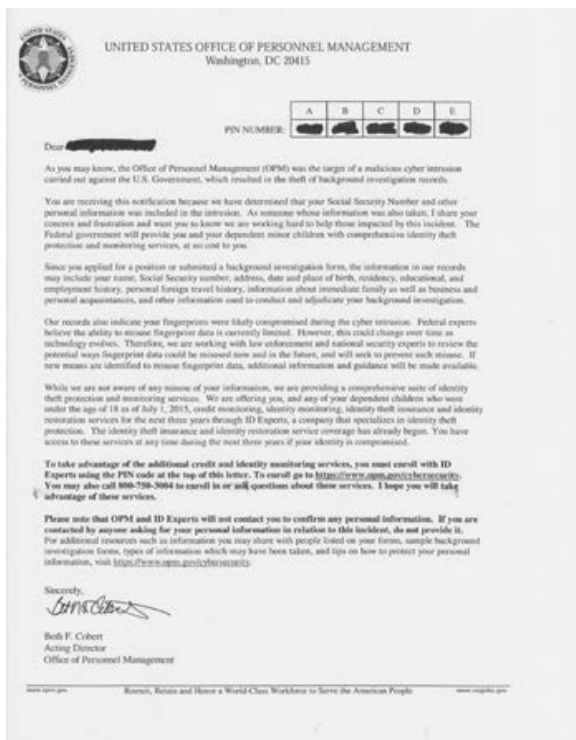 UNITED STATES OFFICE OF PERSONNEL MANAGEMENT
Washington, DC 20415
A B C D E
PIN NUMBER:
Dear
As you may know, the Office of Personnel Management (OPM) was the target of a malicious cyber intrusion
carried out against the U.S. Government, which resulted in the theft of background investigation records.
You are receiving this notification because we have determined that your Social Security Number and other
personal information was included in the intrusion. As someone whose information was also taken, I share your
concern and frustration and want you to know we are working hard to help those impacted by this incident. The
Federal government will provide you and your dependent minor children with comprehensive identity theft
protection and monitoring services, at no cost to you.
Since you applied for a position or submitted a background investigation form, the information in our records
may include your name, Social Security number, address, date and place of birth, residency, educational, and
employment history, personal foreign travel history, information about immediate family as well as business and
personal acquaintances, and other information used to conduct and adjudicate your background investigation.
Our records also indicate your fingerprints were likely compromised during the cyber intrusion. Federal experts
believe the ability to misuse fingerprint data is currently limited. However, this could change over time as
technology evolves. Therefore, we are working with law enforcement and national security experts to review the
potential ways fingerprint data could be misused now and in the future, and will seek to prevent such misuse. If
new means are identified to misuse fingerprint data, additional information and guidance will be made available.
While we are not aware of any misuse of your information, we are providing a comprehensive suite of identity
theft protection and monitoring services. We are offering you, and any of your dependent children who were
under the age of 18 as of July 1, 2015, credit monitoring, identity monitoring, identity theft insurance and identity
restoration services for the next three years through ID Experts, a company that specializes in identity theft
protection. The identity theft insurance and identity restoration service coverage has already begun. You have
access to these services at any time during the next three years if your identity is compromised.
To take advantage of the additional credit and identity monitoring services, you must enroll with ID
Experts using the PIN code at the top of this letter. To enroll go to https://www.opm.gov/cybersecurity.
You may also call 800-750-3004 to enroll in or ask questions about these services. I hope you will take
advantage of these services.
Please note that OPM and ID Experts will not contact you to confirm any personal information. If you are
contacted by anyone asking for your personal information in relation to this incident, do not provide it.
For additional resources such as information you may share with people listed on your forms, sample background
investigation forms, types of information which may have been taken, and tips on how to protect your personal
information, visit https://www.opm.gov/cybersecurity.
Sincerely,
Beth F. Cobert
Acting Director
Office of Personnel Management
www.opm.gov Recruit, Retain and Honor a World-Class Workforce to Serve the American People www.usajobs.gov